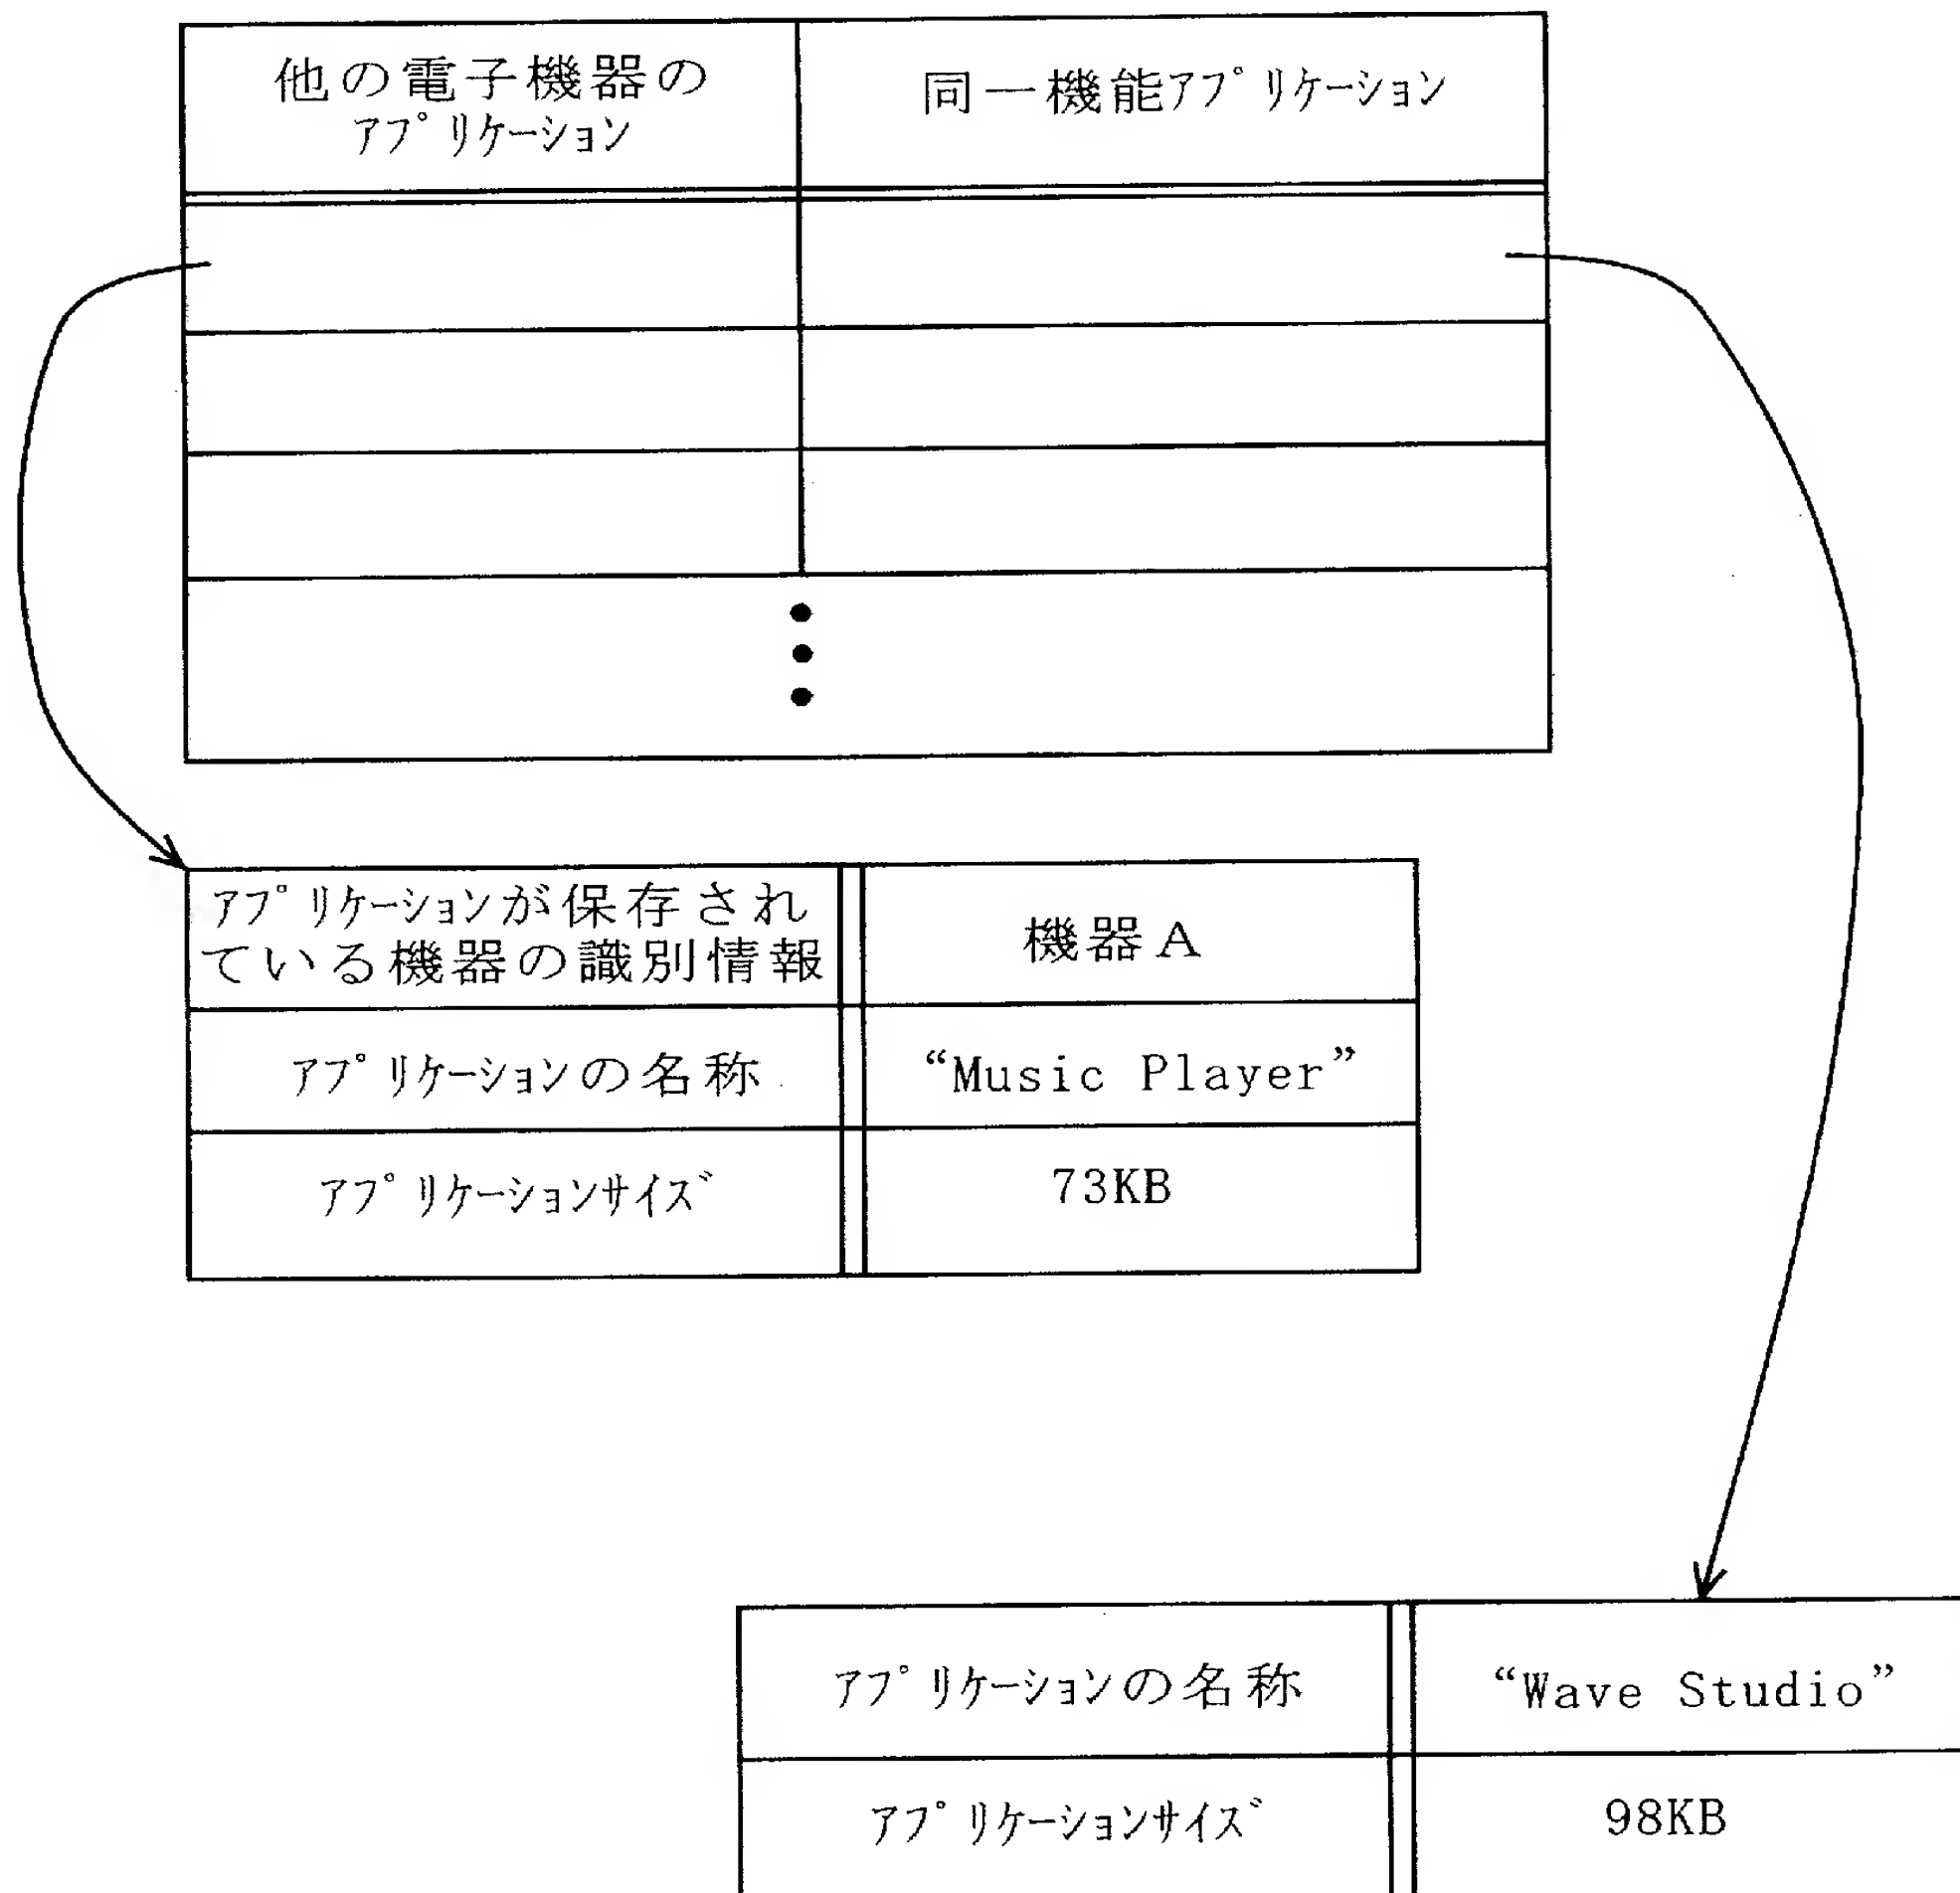 他の電子機器の
アプリケーション
同一機能アプリケーション
アプリケーションが保存され
ている機器の識別情報
機器A
アプリケーションの名称
“Music Player”
アプリケーションサイズ
73KB
アプリケーションの名称
“Wave Studio”
アプリケーションサイズ
98KB